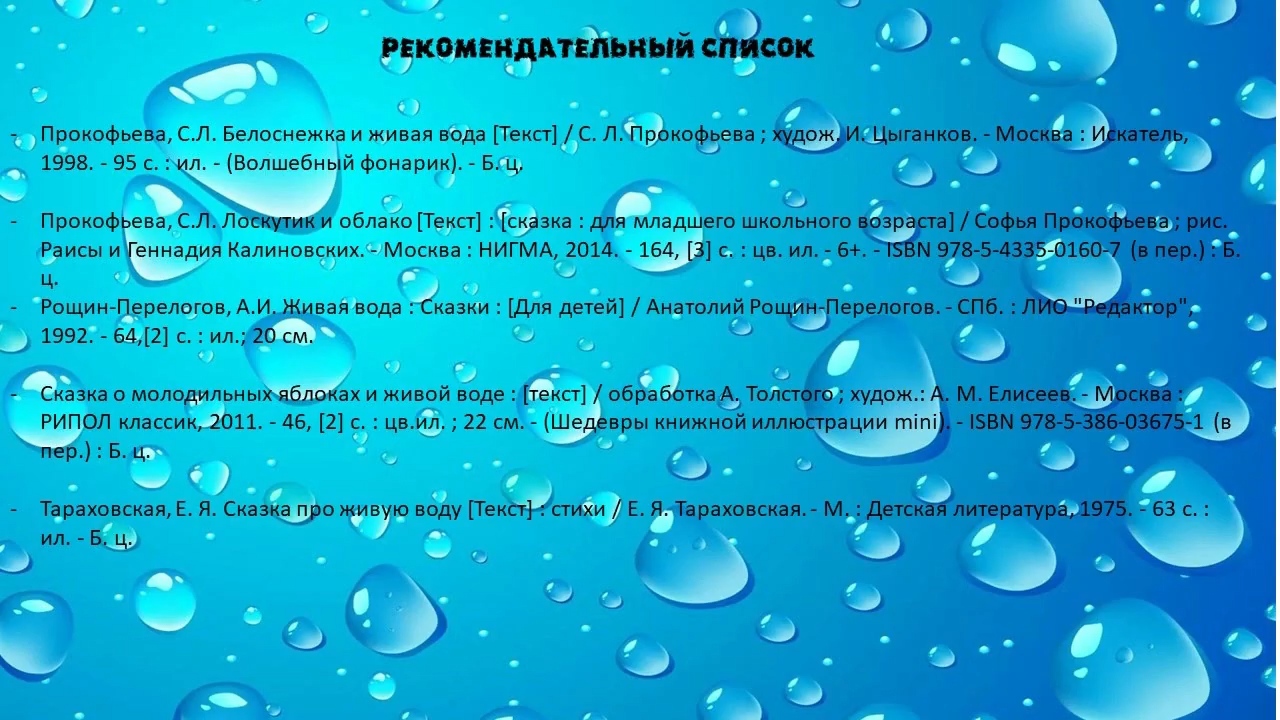 РЕКОМЕНДАТЕЛЬНЫЙ СПИСОК
- Прокофьева, С.Л. Белоснежка и живая вода [Текст] / С. Л. Прокофьева ; худож. И. Цыганков. - Москва : Искатель,
1998. - 95 с. : ил. - (Волшебный фонарик). - Б. ц.
- Прокофьева, С.Л. Лоскутик и облако [Текст] : [сказка : для младшего школьного возраста] / Софья Прокофьева ; рис.
Раисы и Геннадия Калиновских. - Москва : НИГМА, 2014. - 164, [3] с. : цв. ил. - 6+. - ISBN 978-5-4335-0160-7 (в пер.) : Б.
ц.
- Рощин-Перелогов, А.И. Живая вода : Сказки : [Для детей] / Анатолий Рощин-Перелогов. - СПб. : ЛИО "Редактор",
1992. - 64,[2] с. : ил.; 20 см.
- Сказка о молодильных яблоках и живой воде : [текст] / обработка А. Толстого ; худож.: А. М. Елисеев. - Москва :
РИПОЛ классик, 2011. - 46, [2] с. : цв.ил. ; 22 см. - (Шедевры книжной иллюстрации mini). - ISBN 978-5-386-03675-1 (в
пер.) : Б. ц.
- Тараховская, Е. Я. Сказка про живую воду [Текст] : стихи / Е. Я. Тараховская. - М. : Детская литература, 1975. - 63 с. :
ил. - Б. ц.